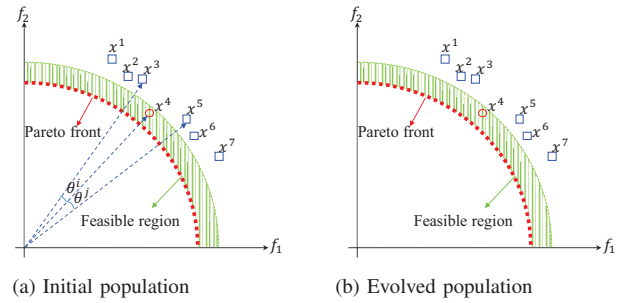 f₂
x¹
x² x³
x⁴ x⁵
x⁶
x⁷
Pareto front
θⁱ
θʲ
Feasible region
f₁
(a) Initial population
f₂
x¹
x² x³
x⁴ x⁵
x⁶
x⁷
Pareto front
Feasible region
f₁
(b) Evolved population